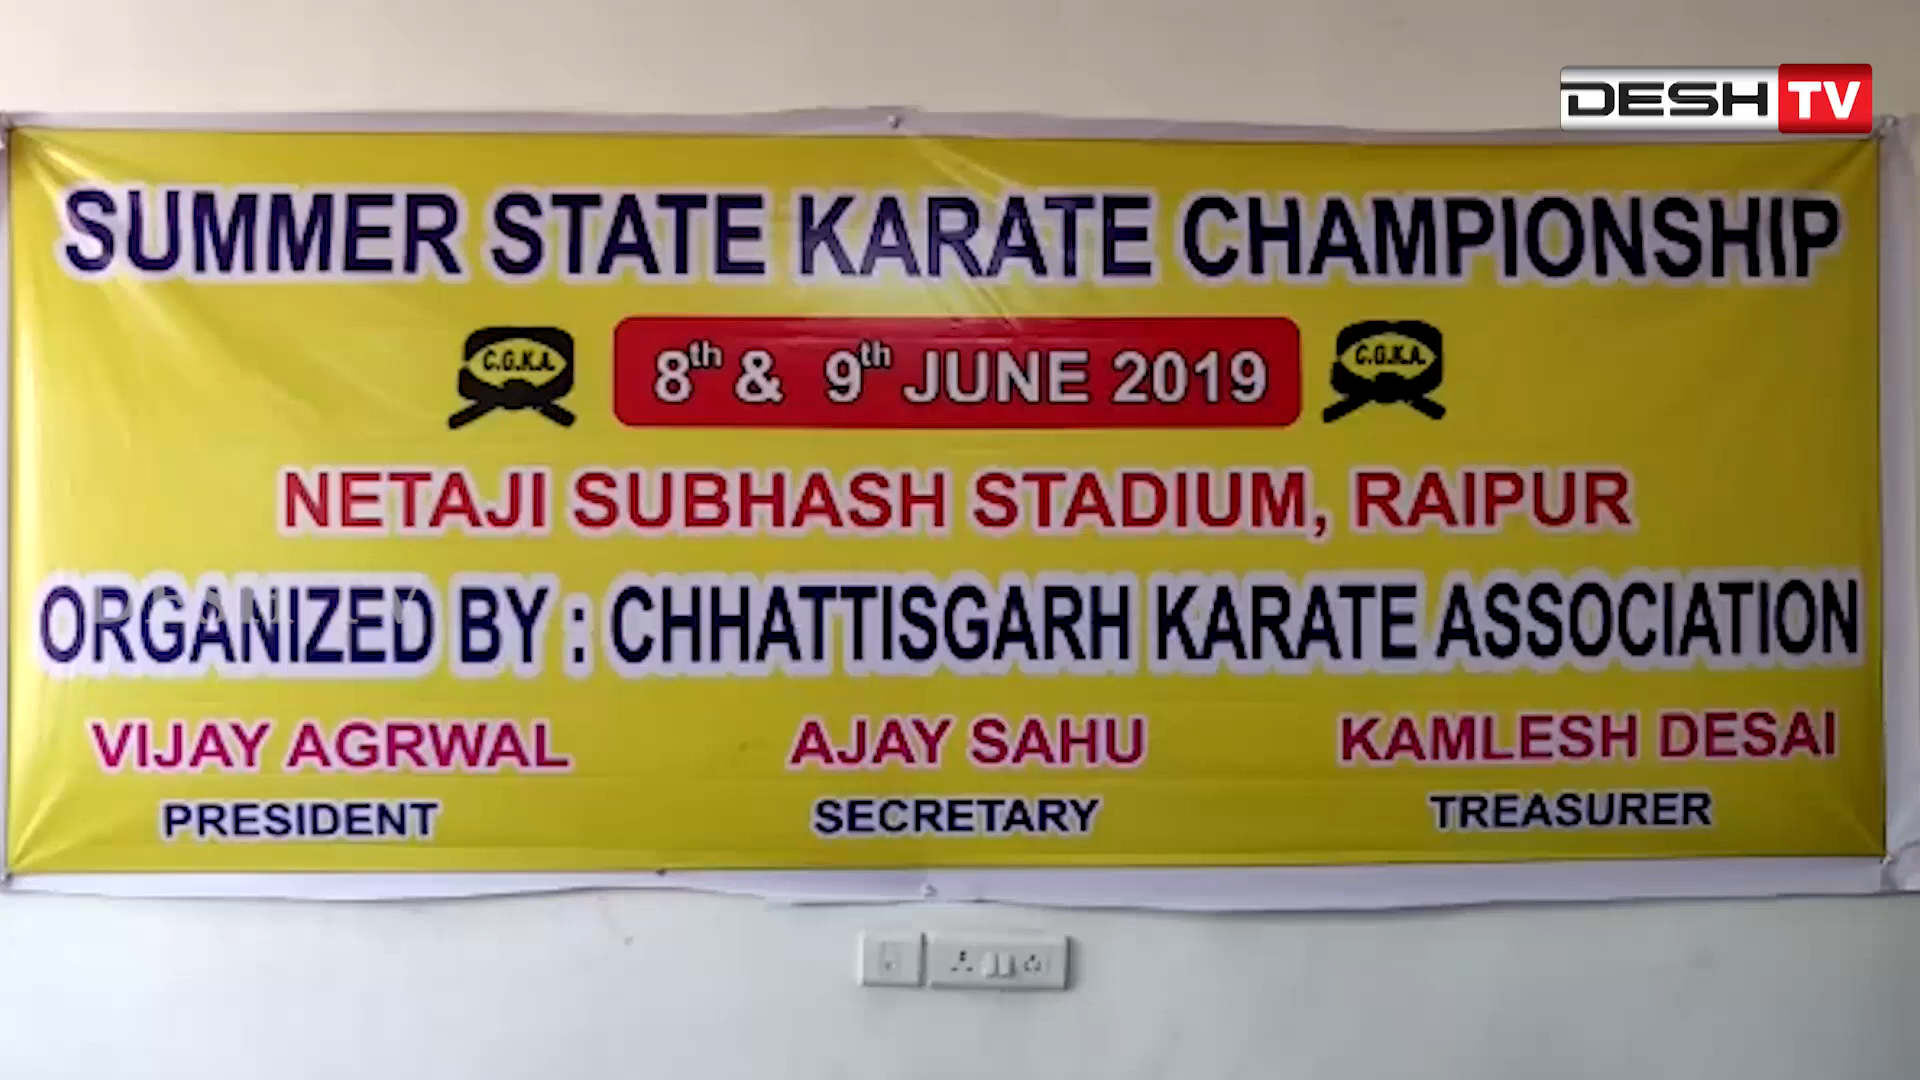 DESH TV
SUMMER STATE KARATE CHAMPIONSHIP
C.G.K.A.
8th & 9th JUNE 2019
C.G.K.A.
NETAJI SUBHASH STADIUM, RAIPUR
ORGANIZED BY : CHHATTISGARH KARATE ASSOCIATION
VIJAY AGRWAL AJAY SAHU KAMLESH DESAI
PRESIDENT SECRETARY TREASURER